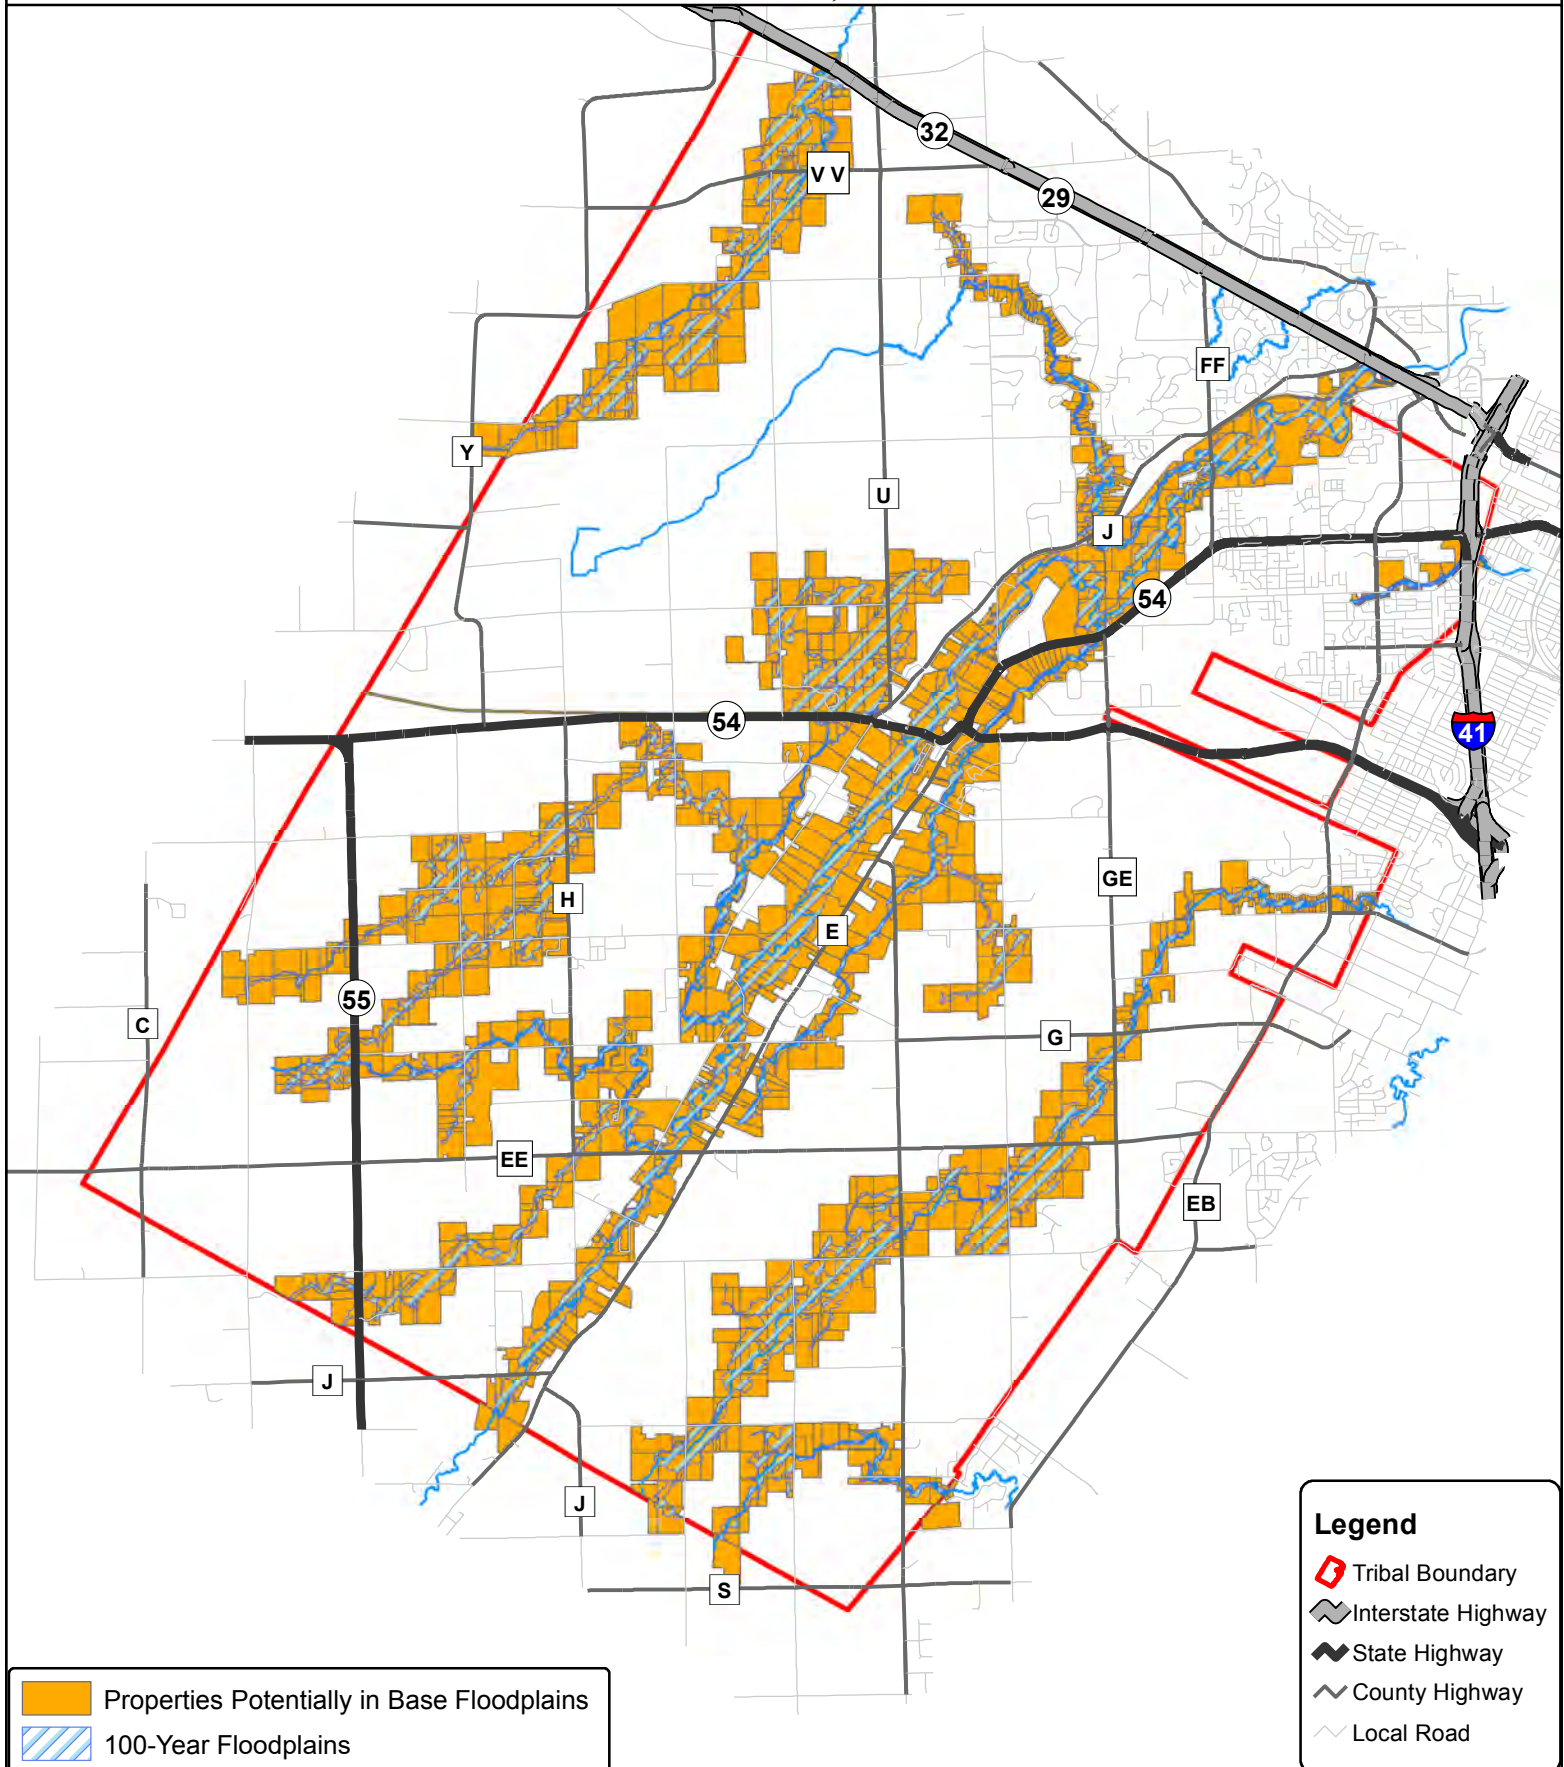 32
V V
29
FF
Y
U
J
54
54
41
H
GE
E
55
C
G
EE
EB
J
J
S
Legend
Tribal Boundary
Interstate Highway
State Highway
County Highway
Local Road
Properties Potentially in Base Floodplains
100-Year Floodplains